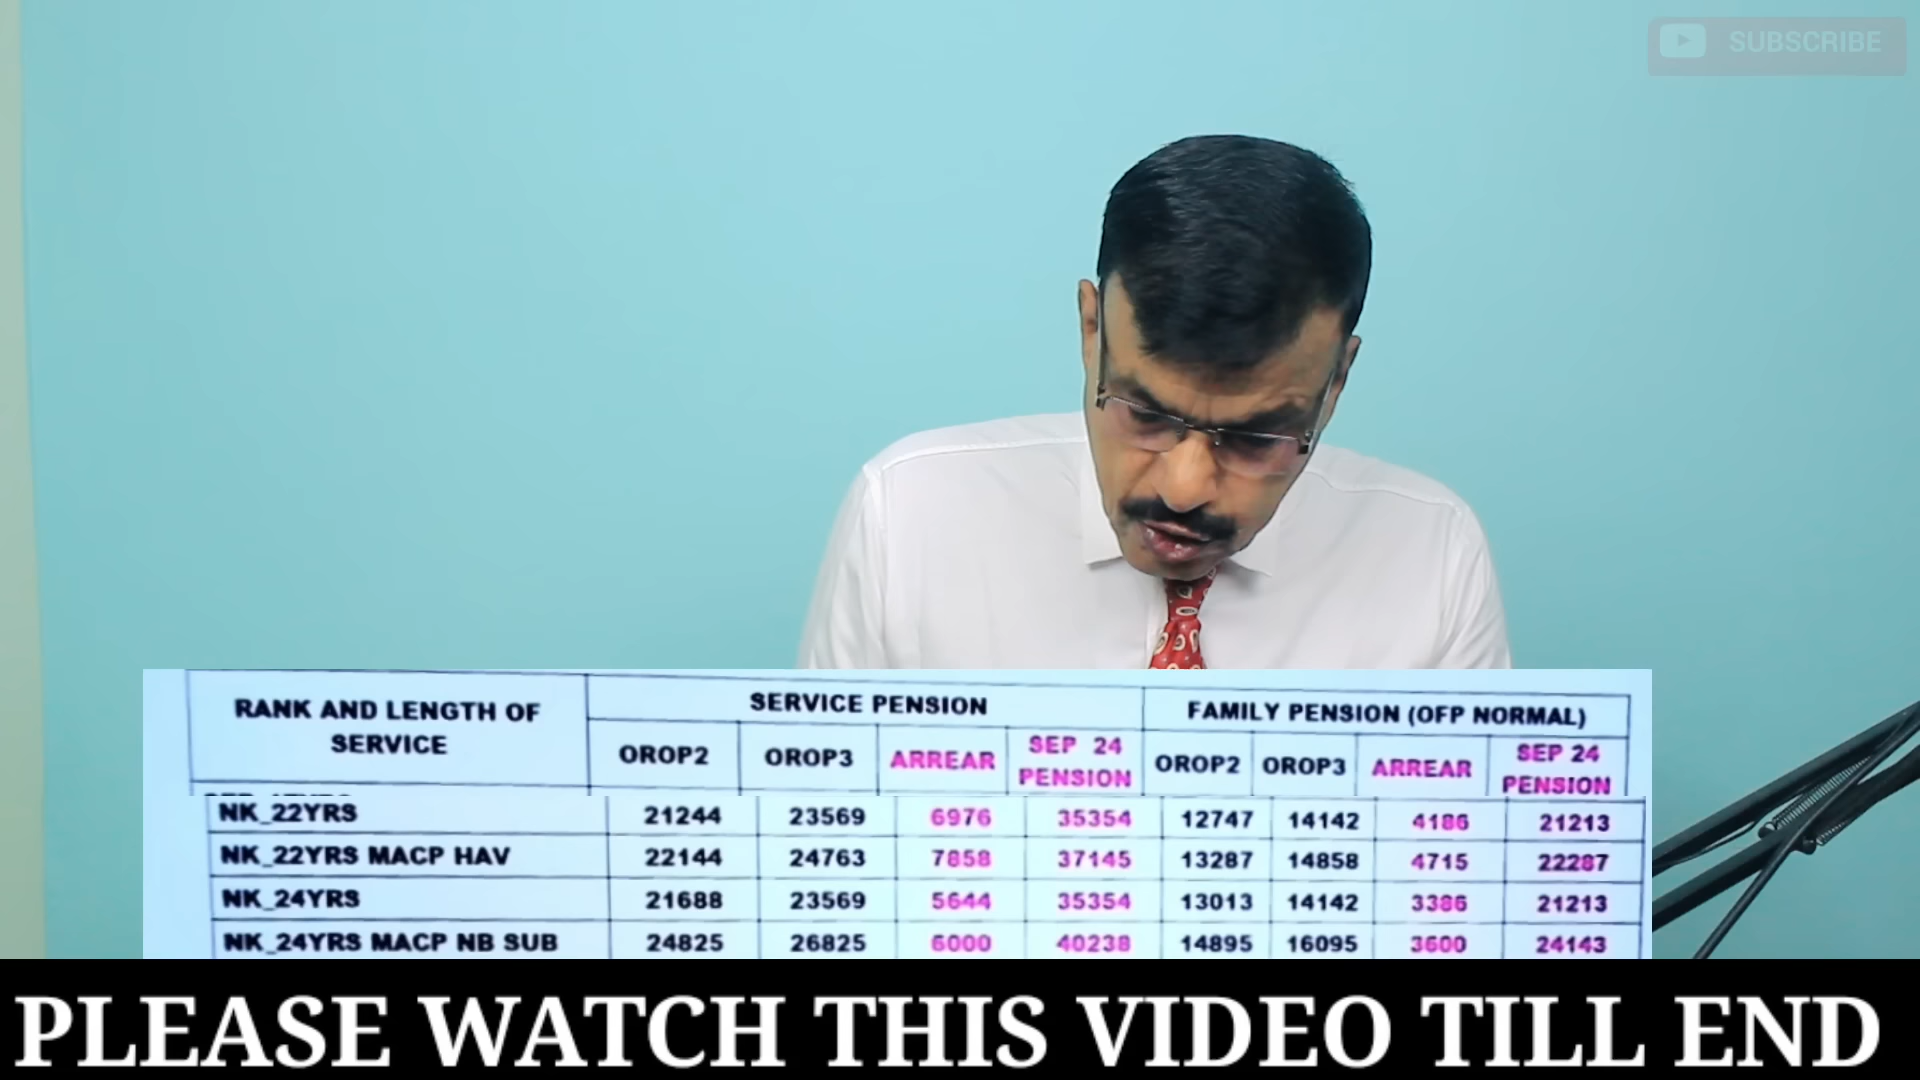 SUBSCRIBE
RANK AND LENGTH OF SERVICE SERVICE PENSION FAMILY PENSION (OFP NORMAL)
OROP2 OROP3 ARREAR SEP 24 PENSION OROP2 OROP3 ARREAR SEP 24 PENSION
NK_22YRS 21244 23569 6976 35354 12747 14142 4186 21213
NK_22YRS MACP HAV 22144 24763 7858 37145 13287 14858 4715 22287
NK_24YRS 21688 23569 5644 35354 13013 14142 3386 21213
NK_24YRS MACP NB SUB 24825 26825 6000 40238 14895 16095 3600 24143
PLEASE WATCH THIS VIDEO TILL END